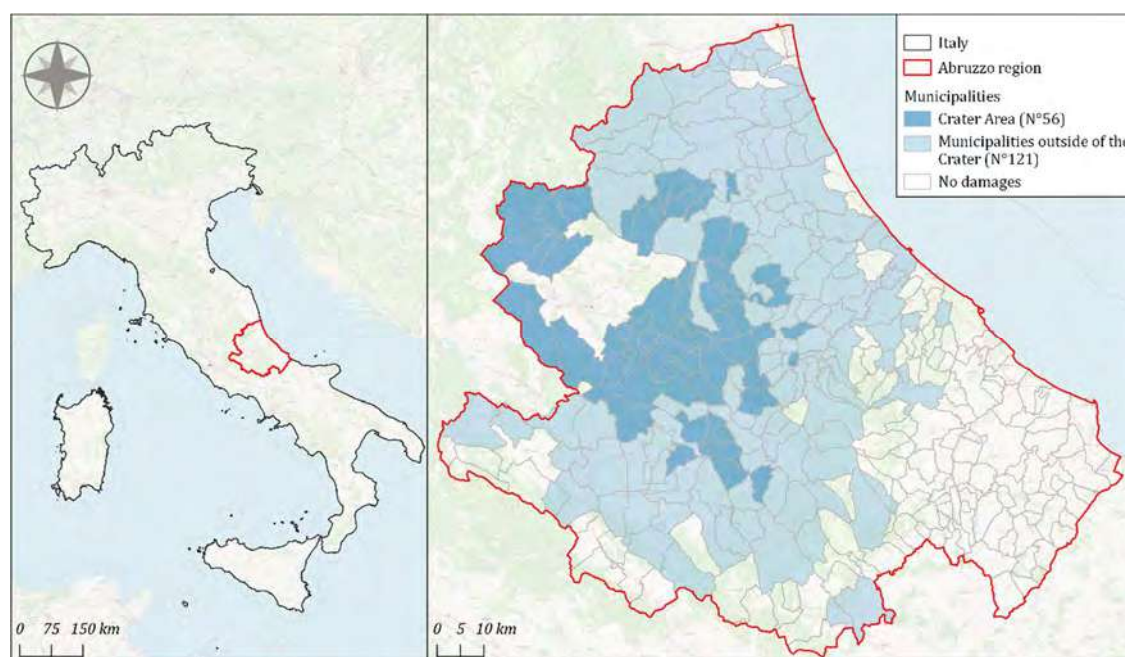 Italy
Abruzzo region
Municipalities
Crater Area (N°56)
Municipalities outside of the
Crater (N°121)
No damages
0 75 150 km
0 5 10 km